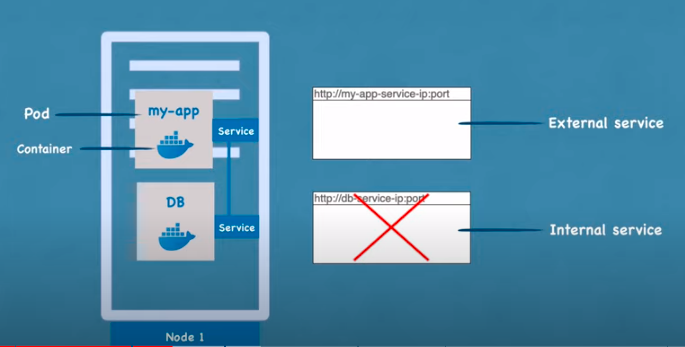 http://my-app-service-ip:port
my-app
Pod
Service
External service
Container
DB
http://db-service-ip:port
Service
Internal service
Node 1